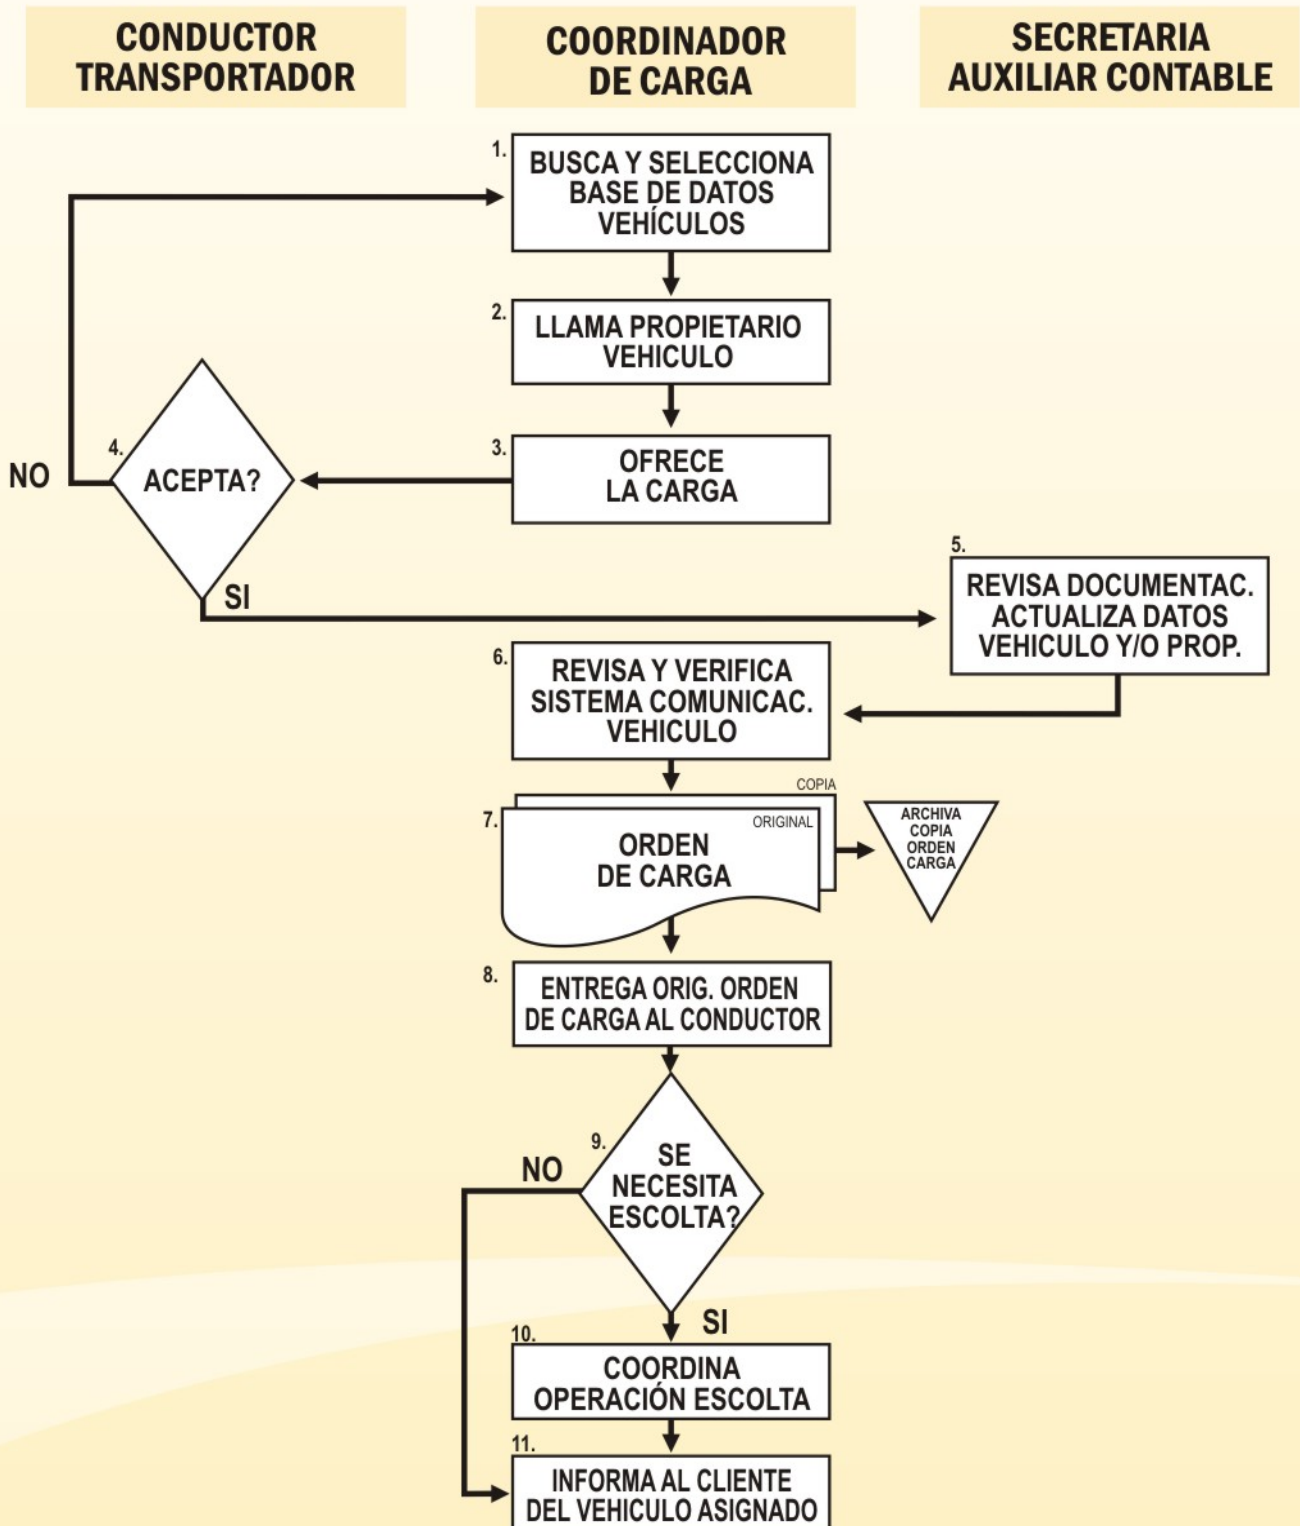 CONDUCTOR
TRANSPORTADOR
COORDINADOR
DE CARGA
SECRETARIA
AUXILIAR CONTABLE
1.
BUSCA Y SELECCIONA
BASE DE DATOS
VEHÍCULOS
2.
LLAMA PROPIETARIO
VEHICULO
3.
OFRECE
LA CARGA
4.
ACEPTA?
NO
SI
5.
REVISA DOCUMENTAC.
ACTUALIZA DATOS
VEHICULO Y/O PROP.
6.
REVISA Y VERIFICA
SISTEMA COMUNICAC.
VEHICULO
COPIA
7.
ORIGINAL
ORDEN
DE CARGA
ARCHIVA
COPIA
ORDEN
CARGA
8.
ENTREGA ORIG. ORDEN
DE CARGA AL CONDUCTOR
9.
SE
NECESITA
ESCOLTA?
NO
SI
10.
COORDINA
OPERACIÓN ESCOLTA
11.
INFORMA AL CLIENTE
DEL VEHICULO ASIGNADO